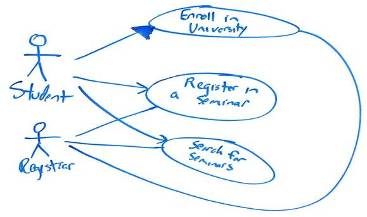 Enroll in
University
Student
Register in
a Seminar
Registrar
Search for
Seminars